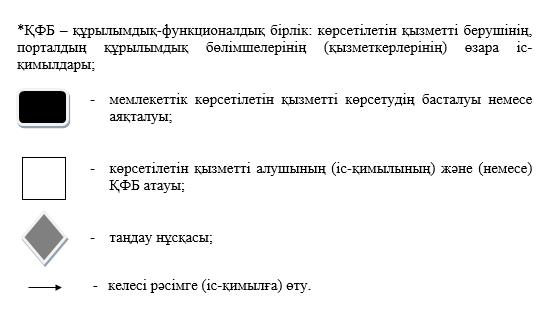 *ҚФБ – құрылымдық-функционалдық бірлік: көрсетілетін қызметті берушінің,
порталдың құрылымдық бөлімшелерінің (қызметкерлерінің) өзара іс-
қимылдары;
- мемлекеттік көрсетілетін қызметті көрсетудің басталуы немесе
аяқталуы;
- көрсетілетін қызметті алушының (іс-қимылының) және (немесе)
ҚФБ атауы;
- таңдау нұсқасы;
- келесі рәсімге (іс-қимылға) өту.